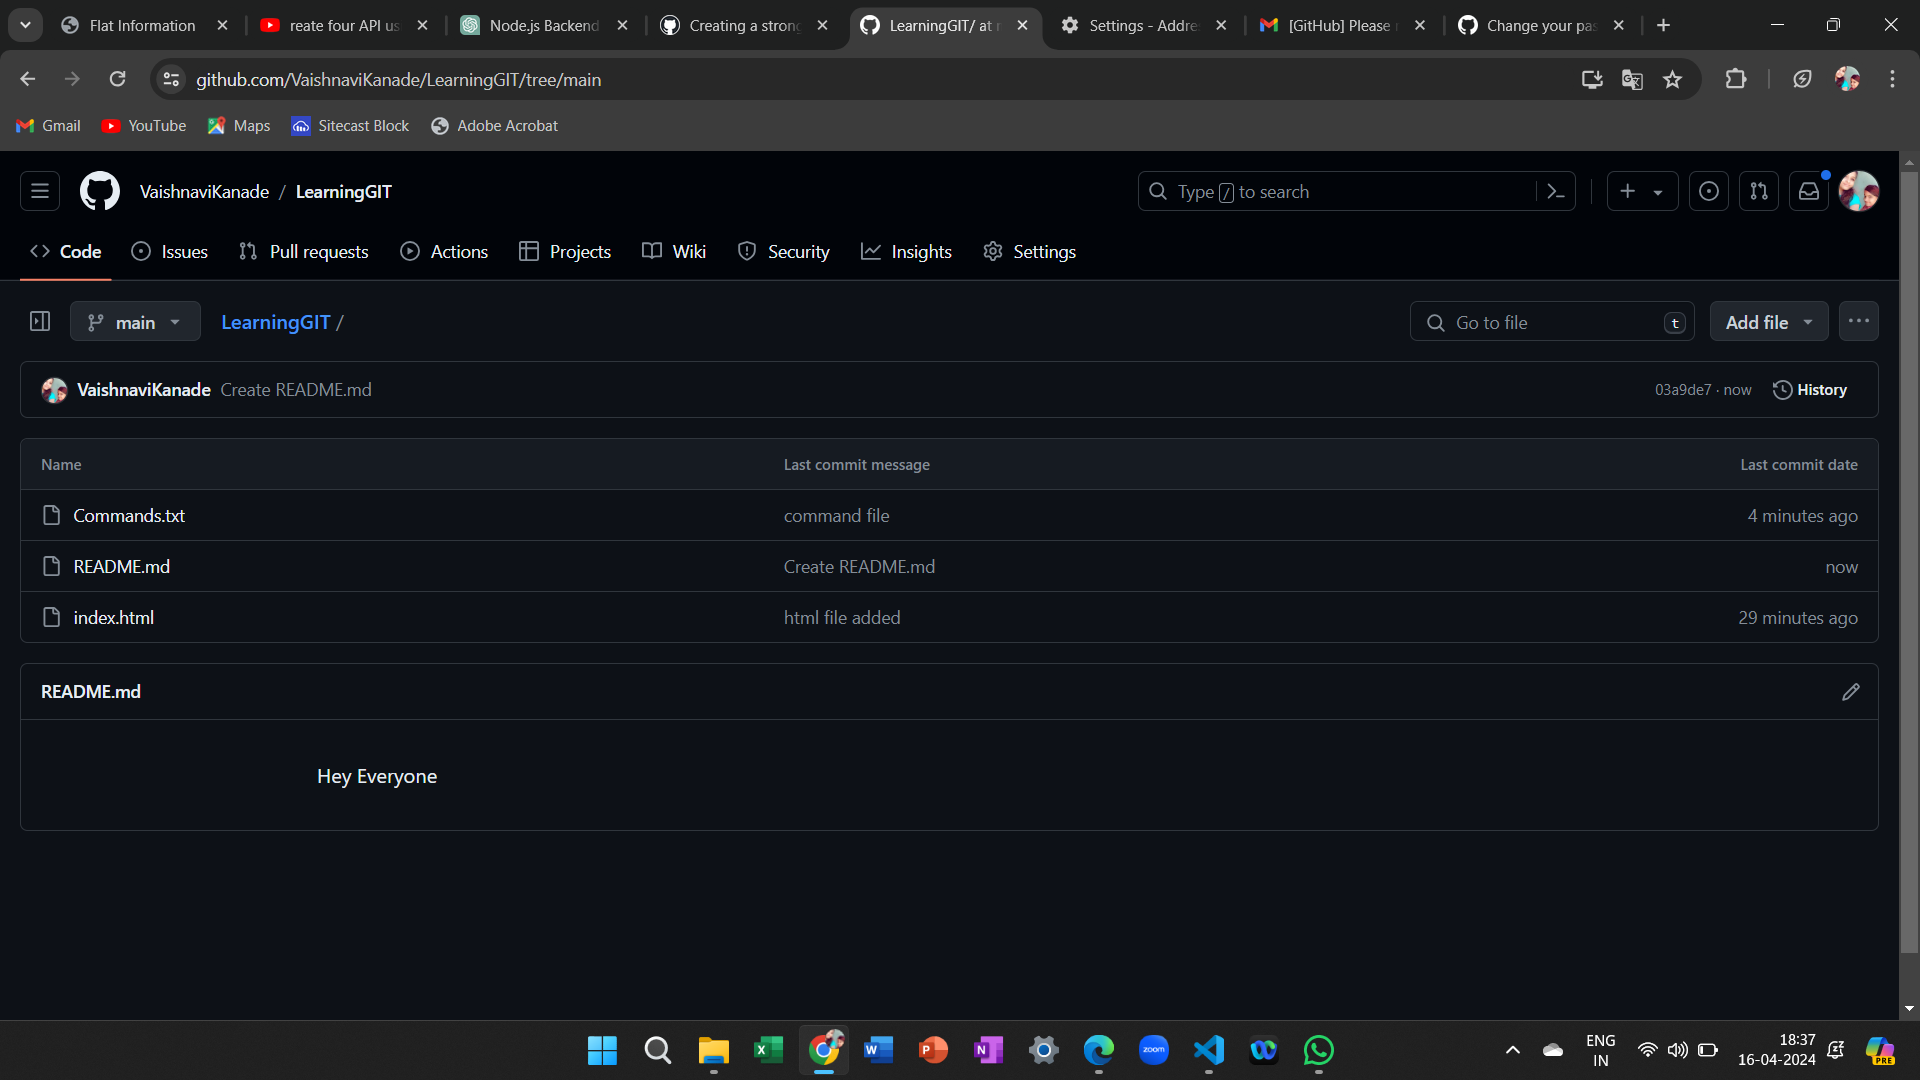 Flat Information
reate four API us
Node.js Backend
Creating a strong
LearningGIT/ at
Settings - Addre
[GitHub] Please
Change your pas
github.com/VaishnaviKanade/LearningGIT/tree/main
Gmail
YouTube
Maps
Sitecast Block
Adobe Acrobat
VaishnaviKanade / LearningGIT
Type / to search
Code
Issues
Pull requests
Actions
Projects
Wiki
Security
Insights
Settings
main
LearningGIT /
Go to file
t
Add file
VaishnaviKanade Create README.md
03a9de7 · now
History
Name Last commit message Last commit date
Commands.txt command file 4 minutes ago
README.md Create README.md now
index.html html file added 29 minutes ago
README.md
Hey Everyone
zoom
ENG
IN
18:37
16-04-2024
PRE